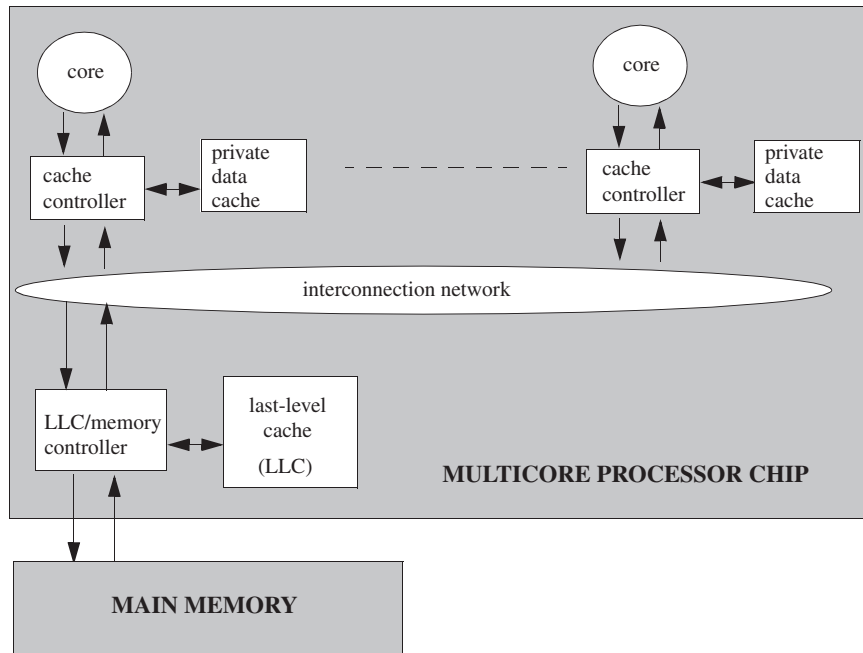 core
core
cache
controller
private
data
cache
cache
controller
private
data
cache
interconnection network
LLC/memory
controller
last-level
cache
(LLC)
MULTICORE PROCESSOR CHIP
MAIN MEMORY